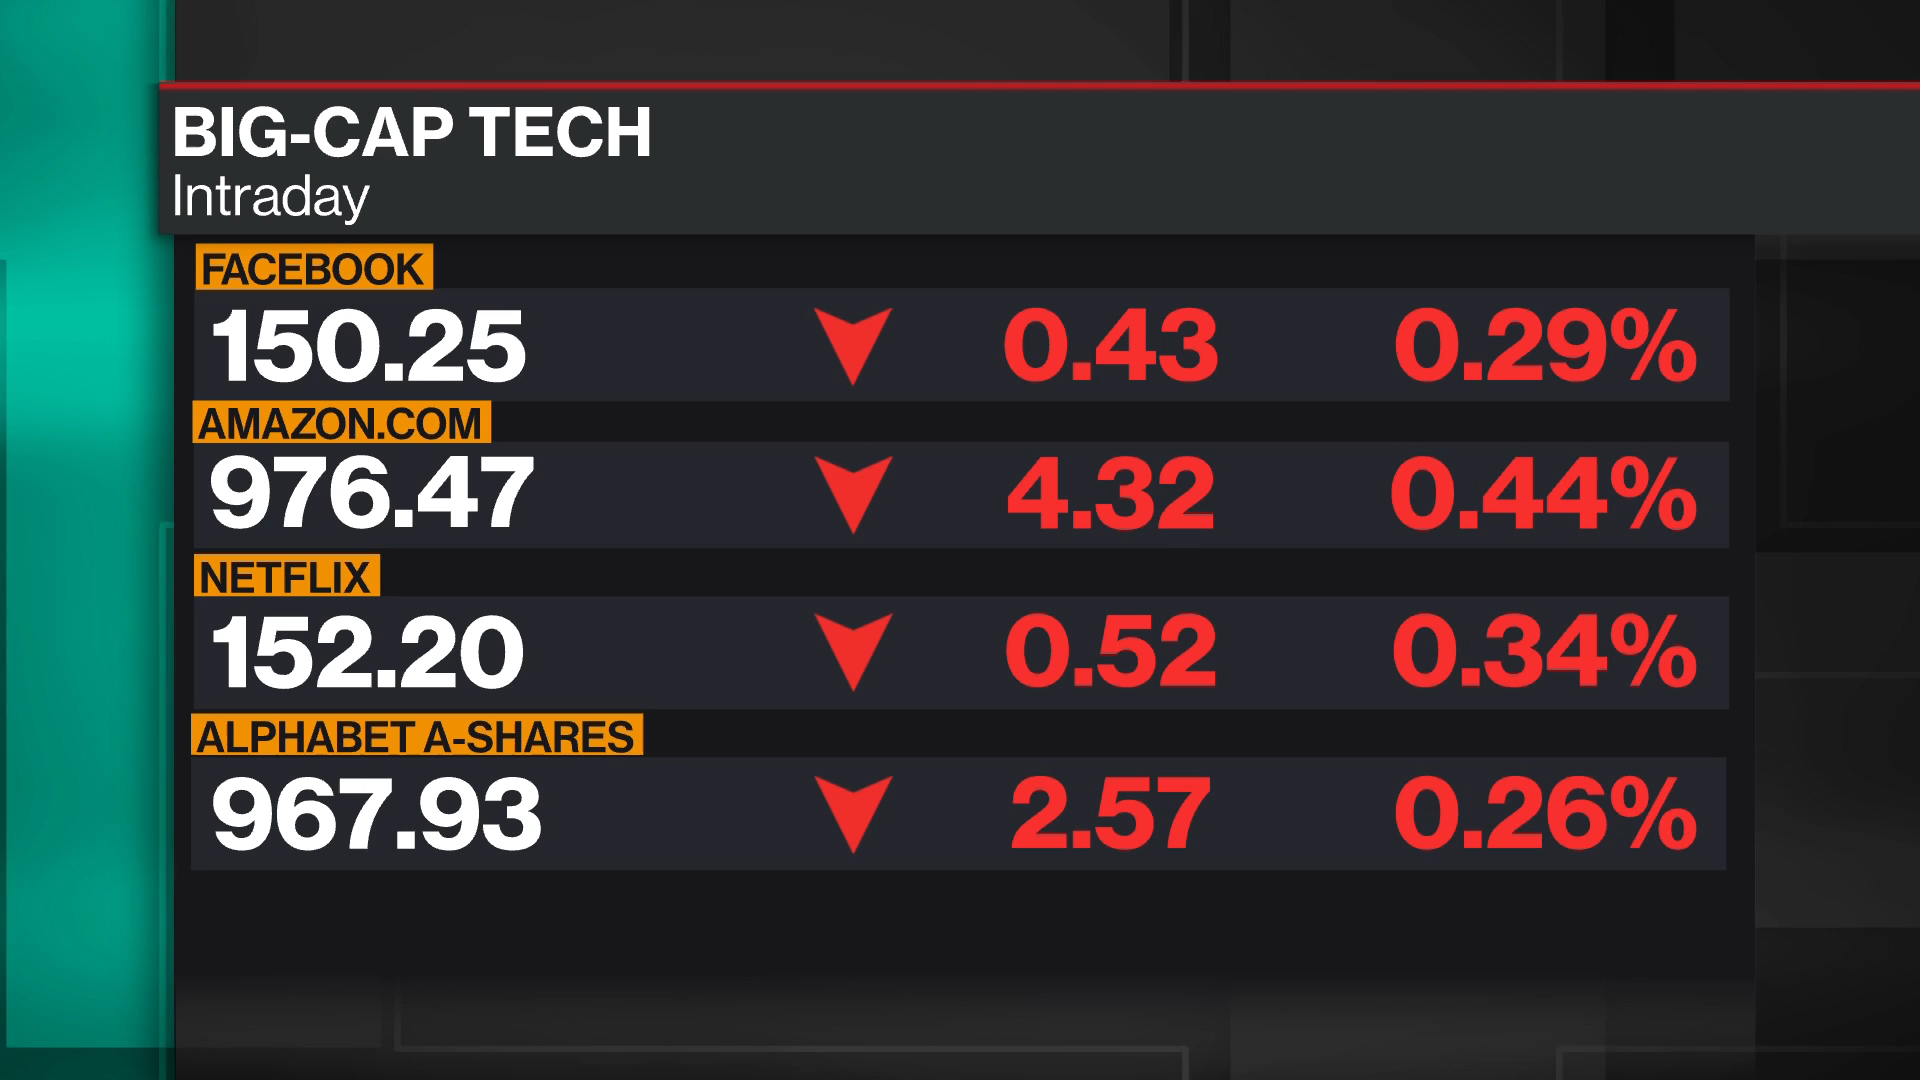 BIG-CAP TECH
Intraday
FACEBOOK
150.25 0.43 0.29%
AMAZON.COM
976.47 4.32 0.44%
NETFLIX
152.20 0.52 0.34%
ALPHABET A-SHARES
967.93 2.57 0.26%